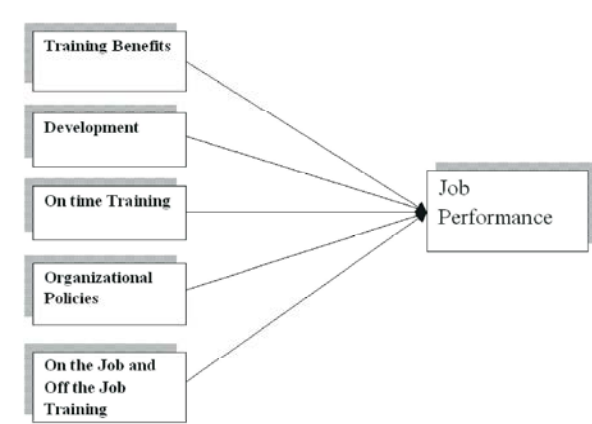 Training Benefits
Development
On time Training
Organizational
Policies
On the Job and
Off the Job
Training
Job
Performance